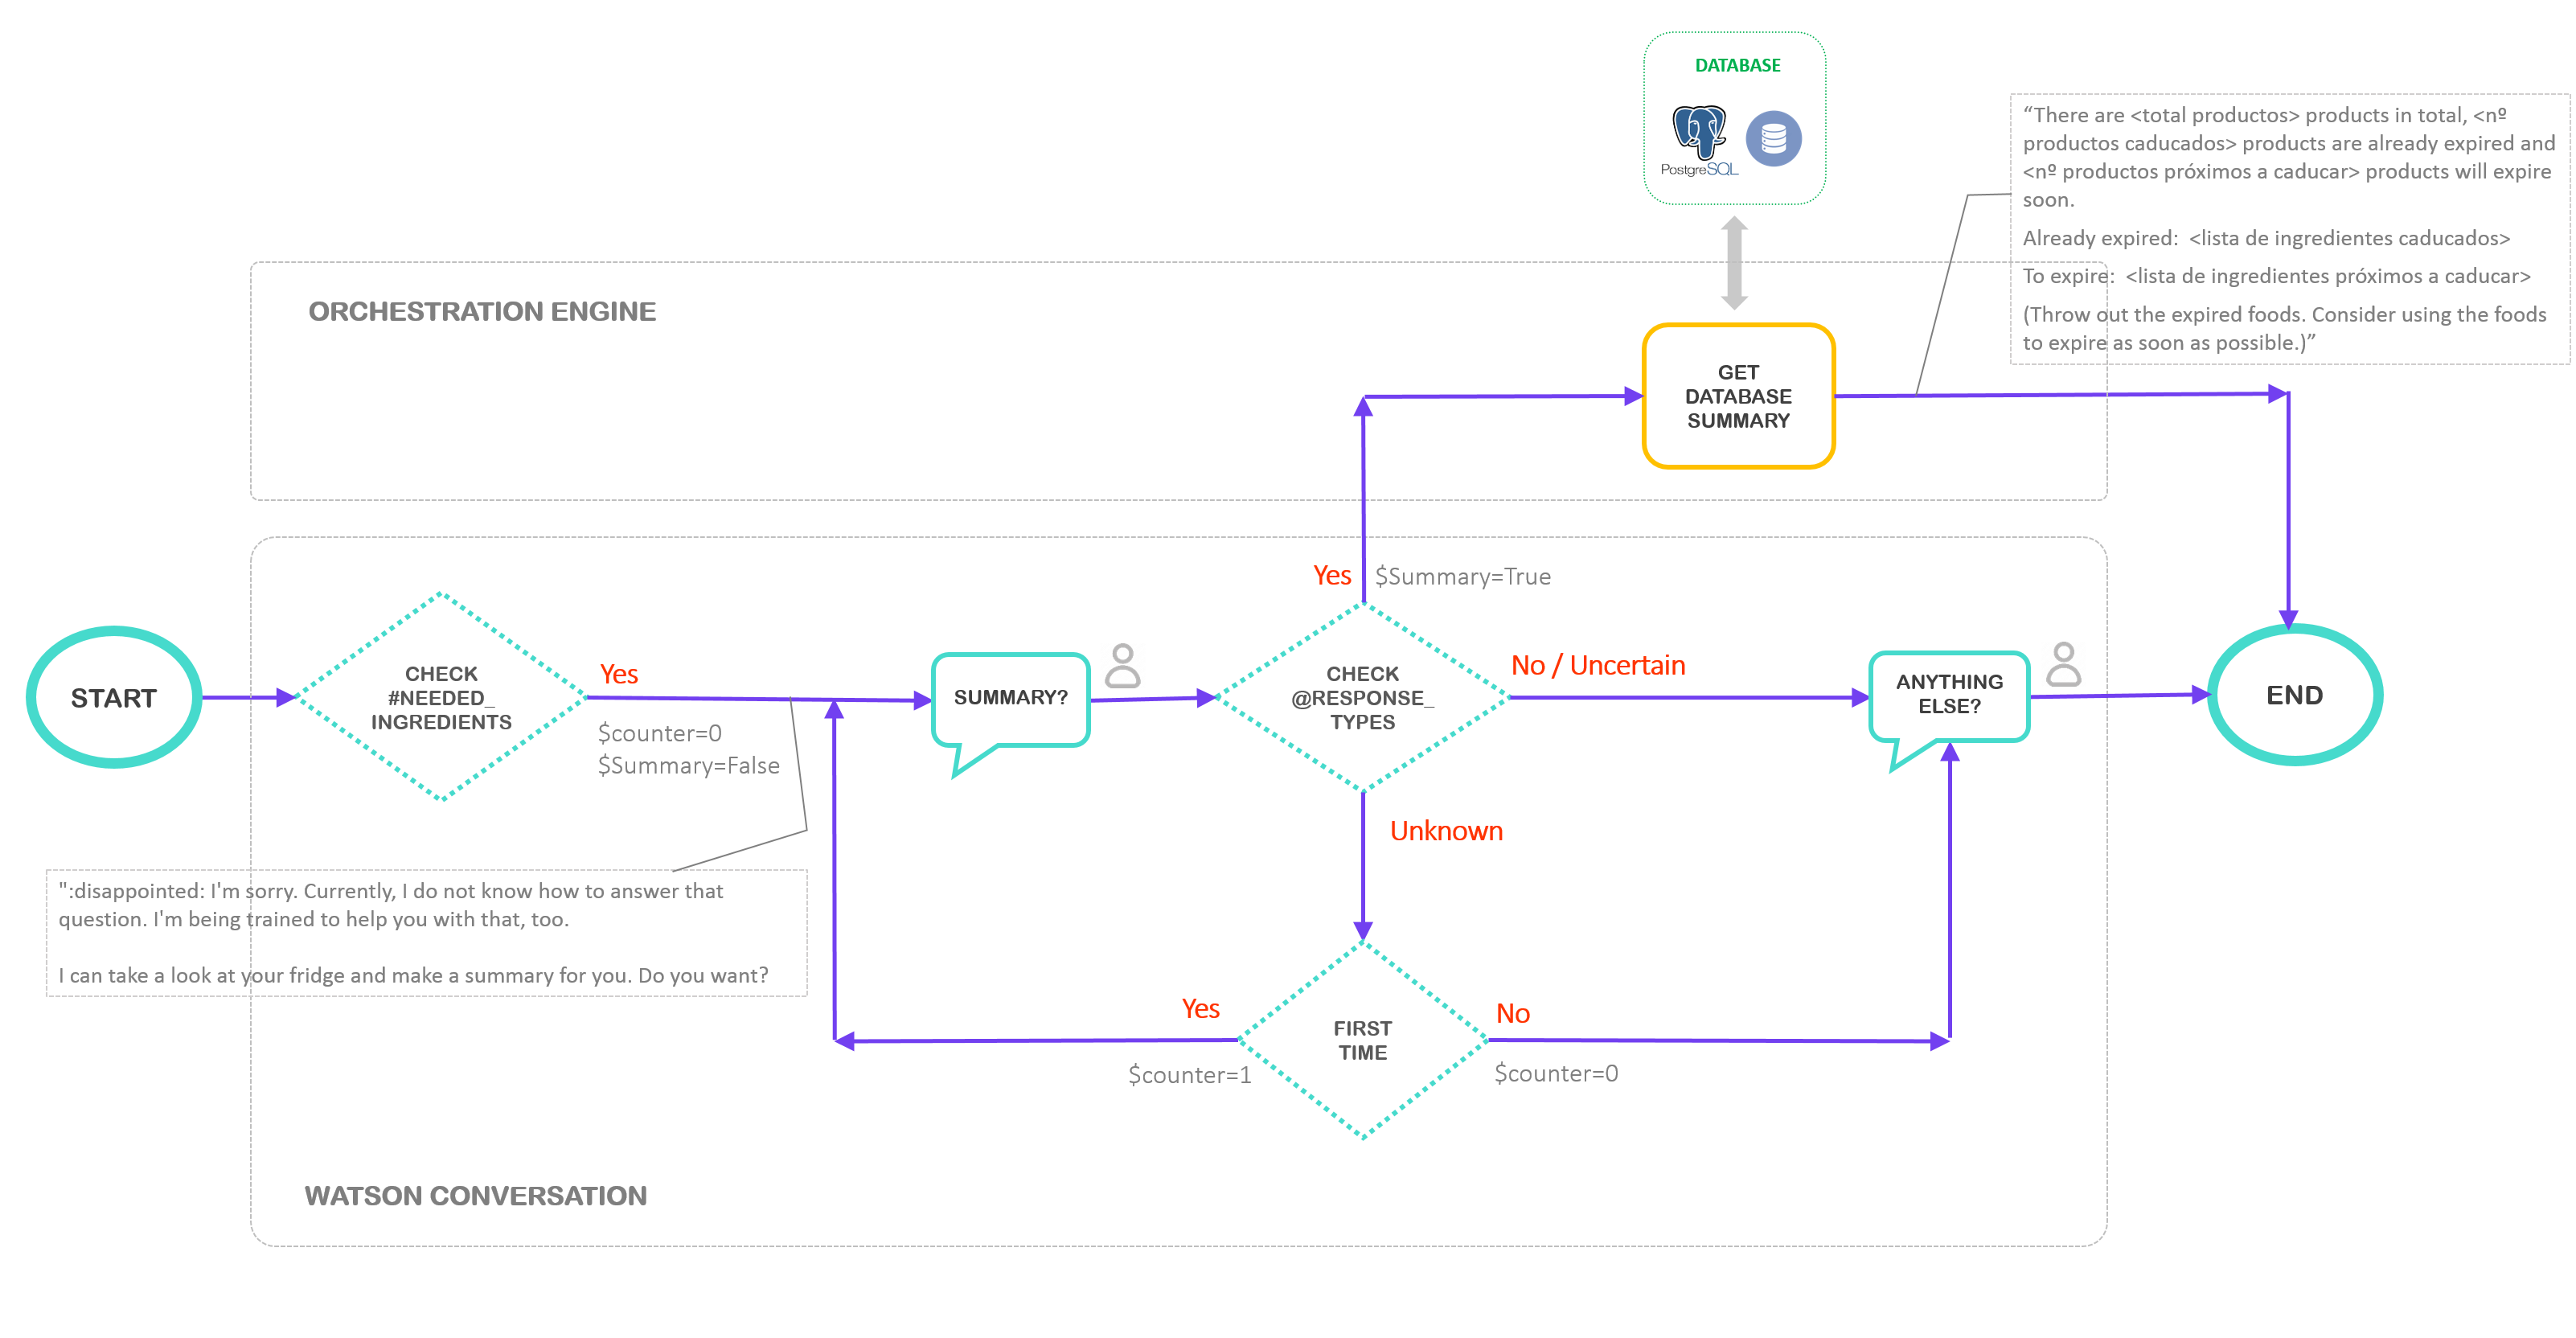 DATABASE
PostgreSQL
“There are <total productos> products in total, <nº
productos caducados> products are already expired and
<nº productos próximos a caducar> products will expire
soon.
Already expired:  <lista de ingredientes caducados>
To expire:  <lista de ingredientes próximos a caducar>
(Throw out the expired foods. Consider using the foods
to expire as soon as possible.)”
ORCHESTRATION ENGINE
GET
DATABASE
SUMMARY
Yes
$Summary=True
START
CHECK
#NEEDED_
INGREDIENTS
Yes
$counter=0
$Summary=False
SUMMARY?
CHECK
@RESPONSE_
TYPES
No / Uncertain
ANYTHING
ELSE?
END
Unknown
":disappointed: I'm sorry. Currently, I do not know how to answer that
question. I'm being trained to help you with that, too.
I can take a look at your fridge and make a summary for you. Do you want?
Yes
$counter=1
FIRST
TIME
No
$counter=0
WATSON CONVERSATION